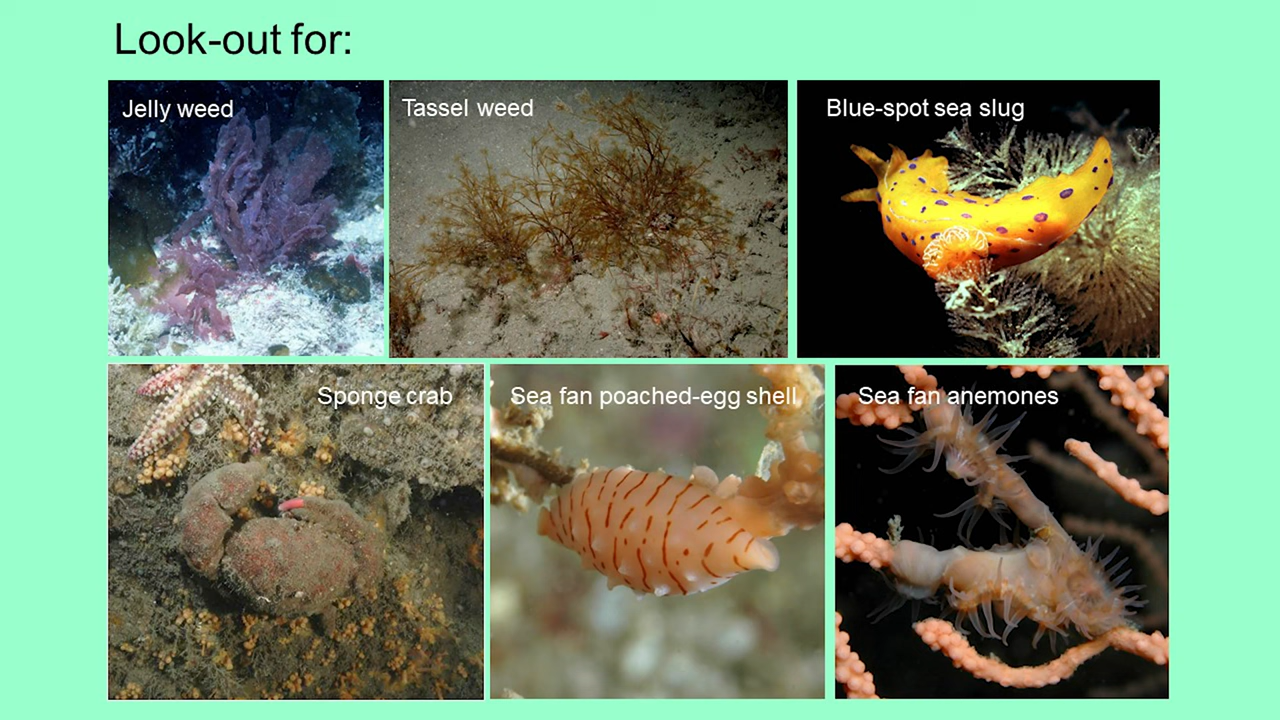 Look-out for:
Jelly weed
Tassel weed
Blue-spot sea slug
Sponge crab
Sea fan poached-egg shell
Sea fan anemones